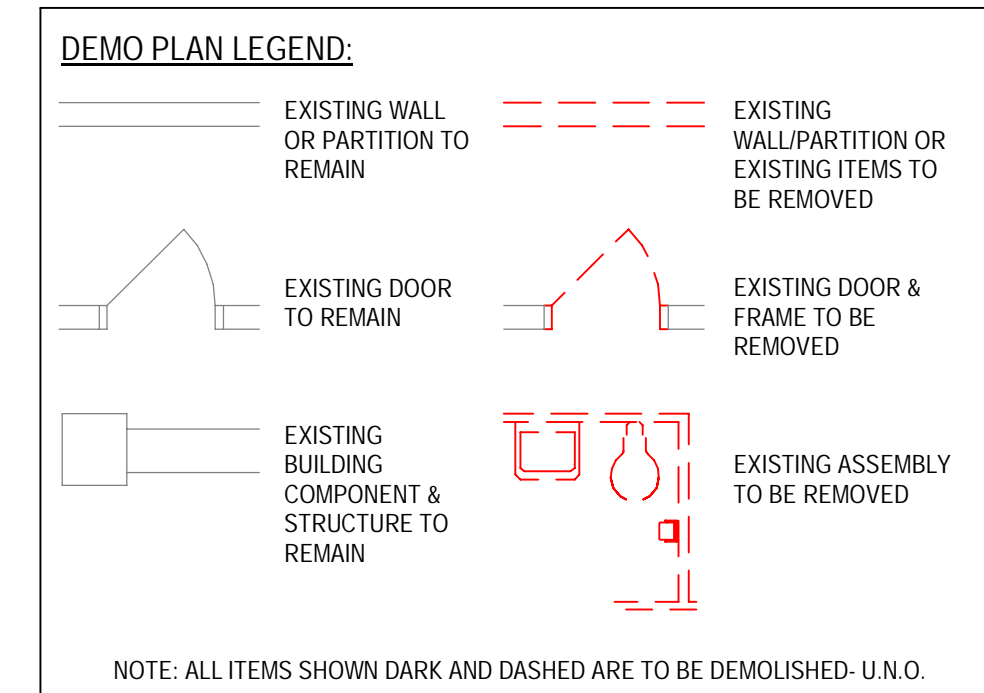 DEMO PLAN LEGEND:
EXISTING WALL
OR PARTITION TO
REMAIN
EXISTING
WALL/PARTITION OR
EXISTING ITEMS TO
BE REMOVED
EXISTING DOOR
TO REMAIN
EXISTING DOOR &
FRAME TO BE
REMOVED
EXISTING
BUILDING
COMPONENT &
STRUCTURE TO
REMAIN
EXISTING ASSEMBLY
TO BE REMOVED
NOTE: ALL ITEMS SHOWN DARK AND DASHED ARE TO BE DEMOLISHED- U.N.O.